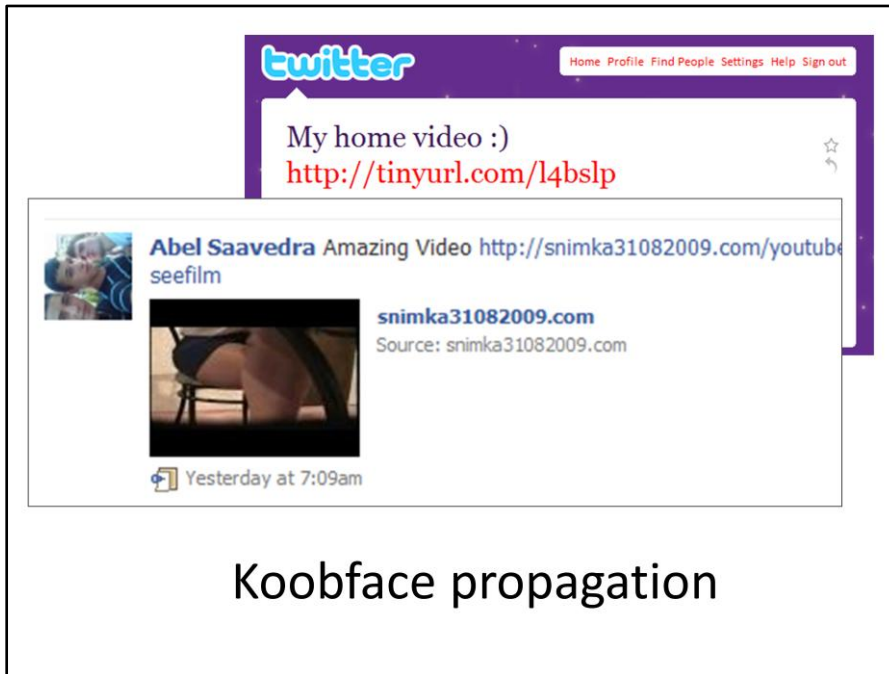 twitter
Home Profile Find People Settings Help Sign out
My home video :)
http://tinyurl.com/l4bslp
Abel Saavedra Amazing Video http://snimka31082009.com/youtube
seefilm
snimka31082009.com
Source: snimka31082009.com
Yesterday at 7:09am
Koobface propagation